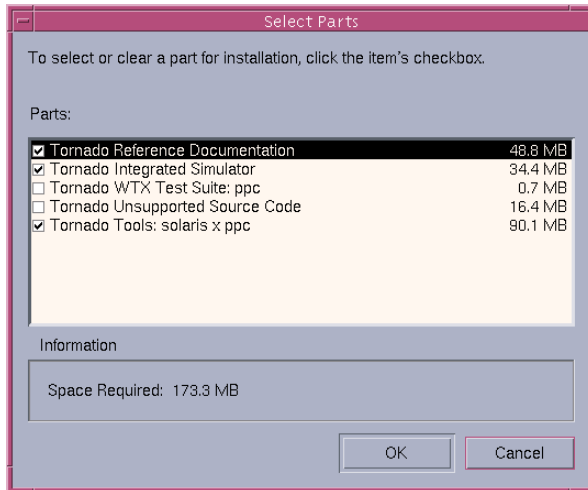 Select Parts
To select or clear a part for installation, click the item's checkbox.
Parts:
Tornado Reference Documentation 48.8 MB
Tornado Integrated Simulator 34.4 MB
Tornado WTX Test Suite: ppc 0.7 MB
Tornado Unsupported Source Code 16.4 MB
Tornado Tools: solaris x ppc 90.1 MB
Information
Space Required: 173.3 MB
OK Cancel